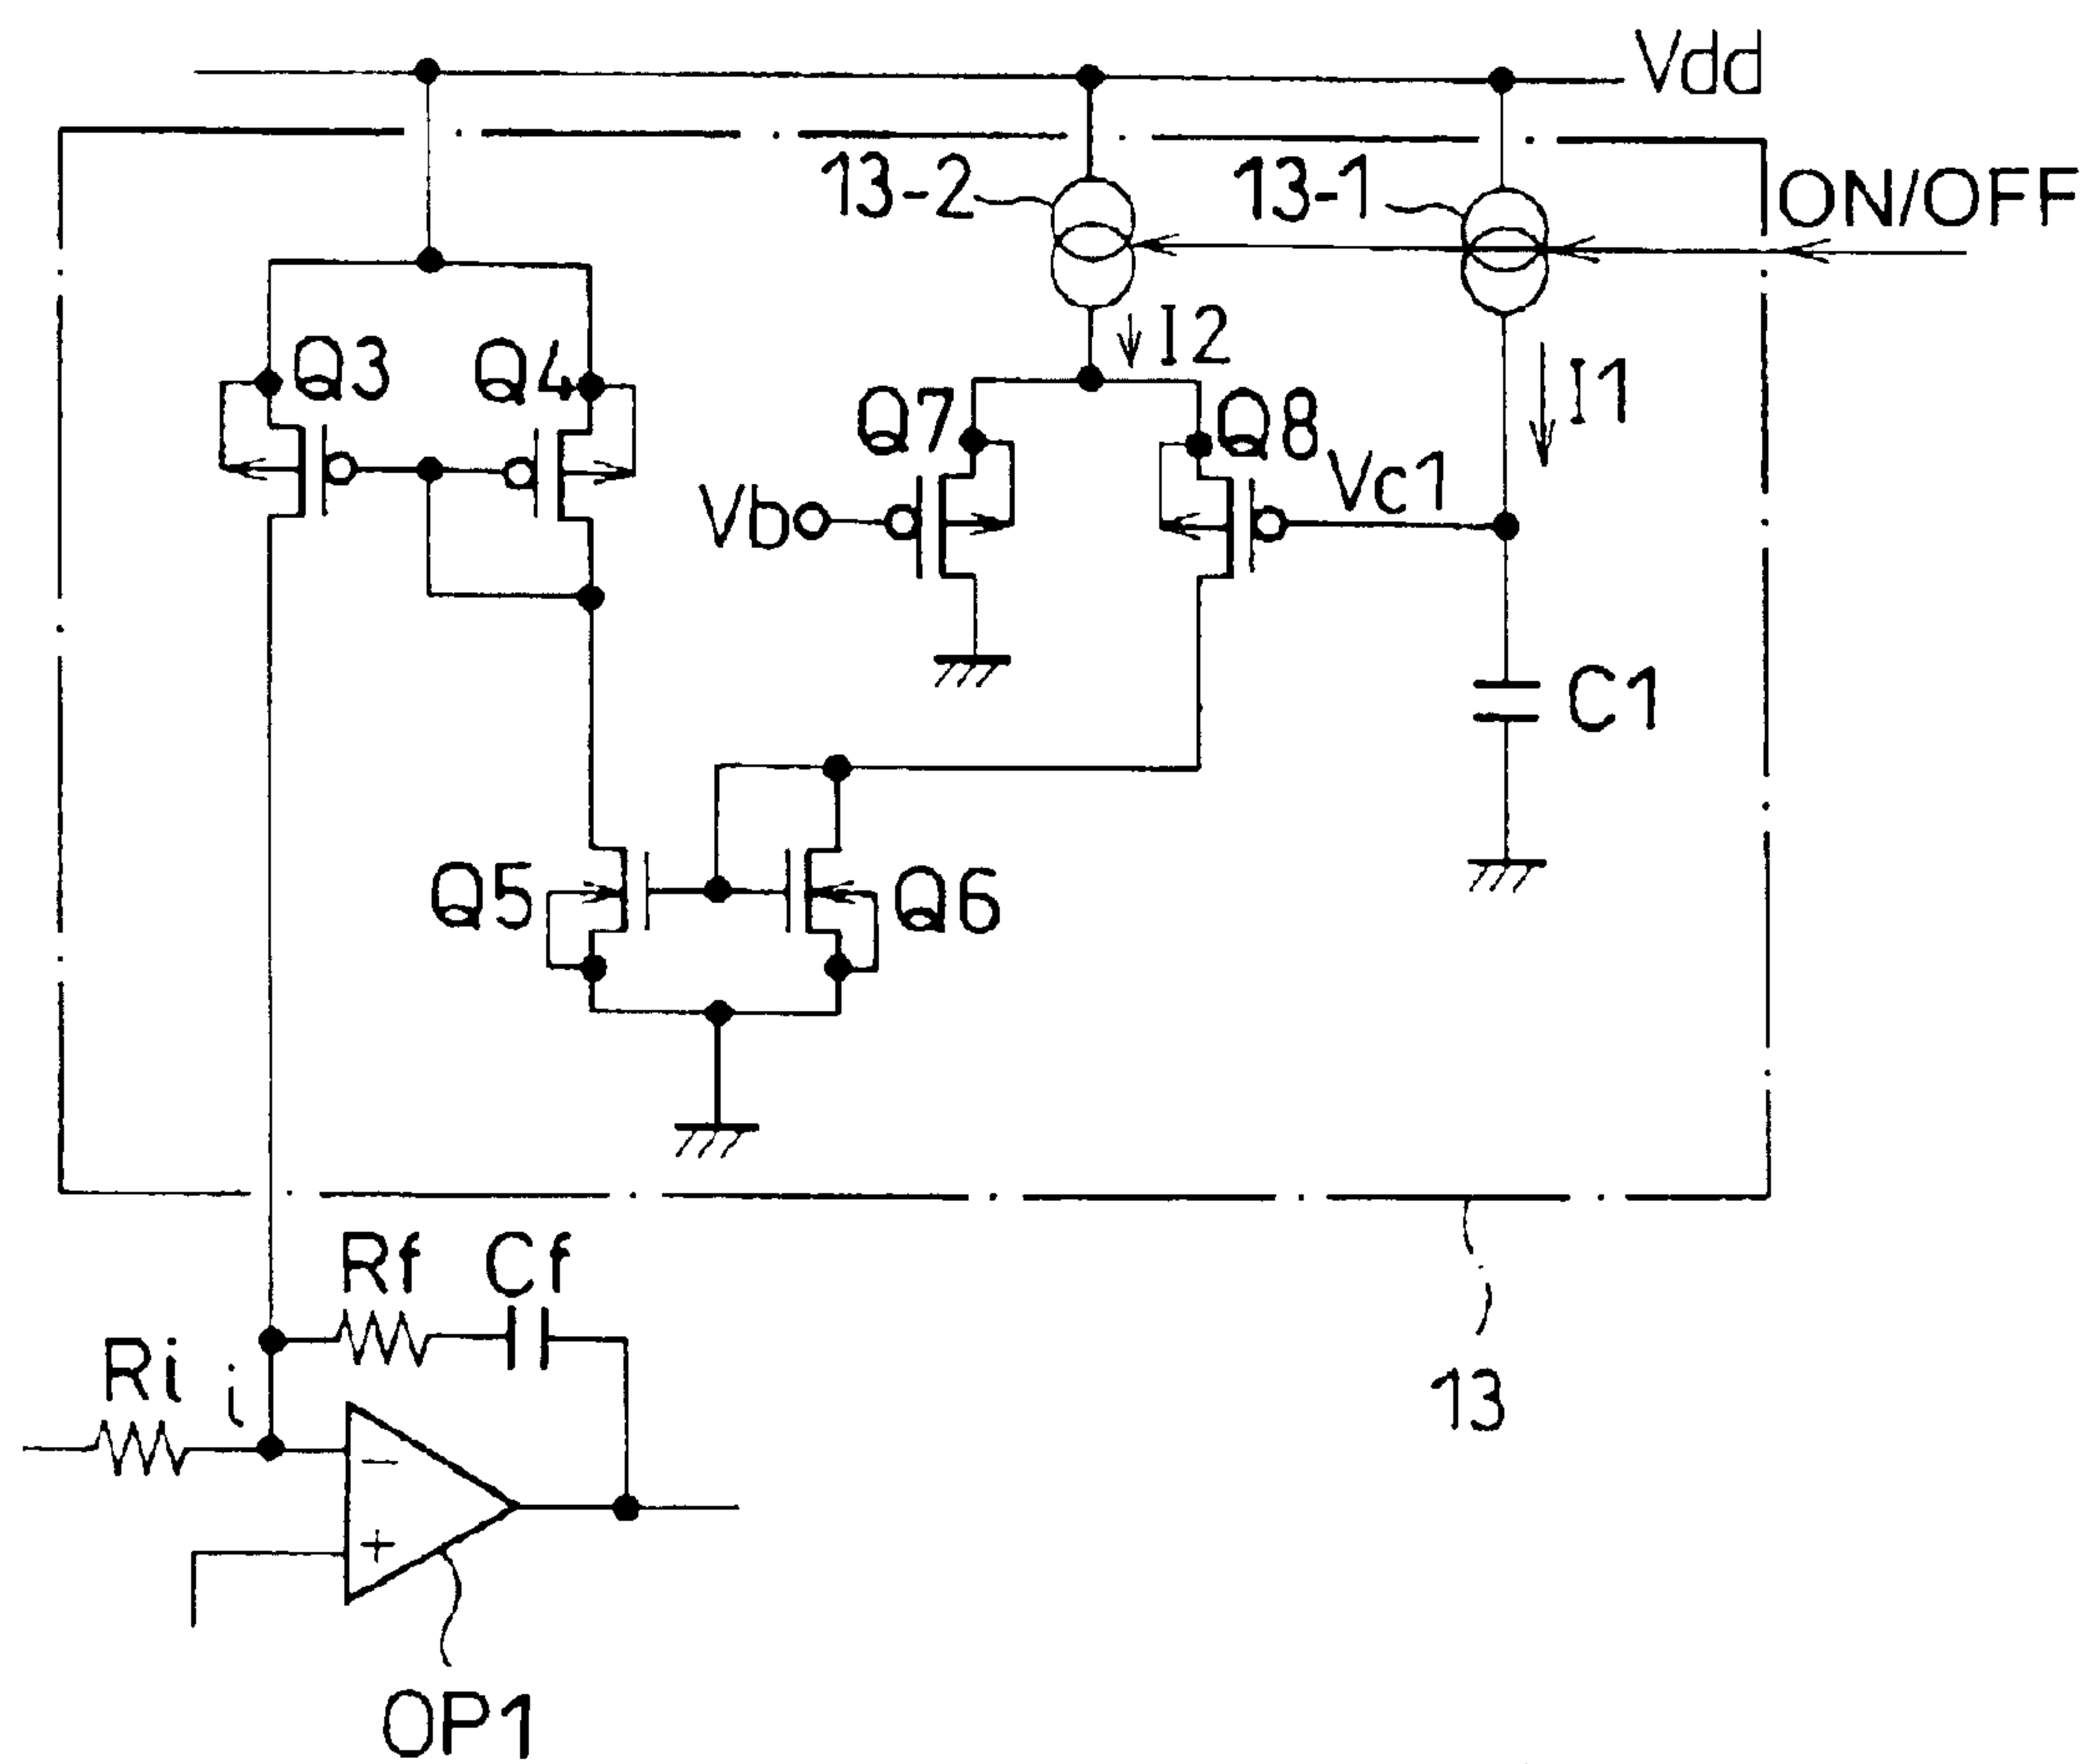 Vdd
13-2
13-1
ON/OFF
I2
Q3
Q4
Q7
Q8
I1
Vb
Vc1
C1
Q5
Q6
Rf
Cf
Ri
i
13
−
+
OP1